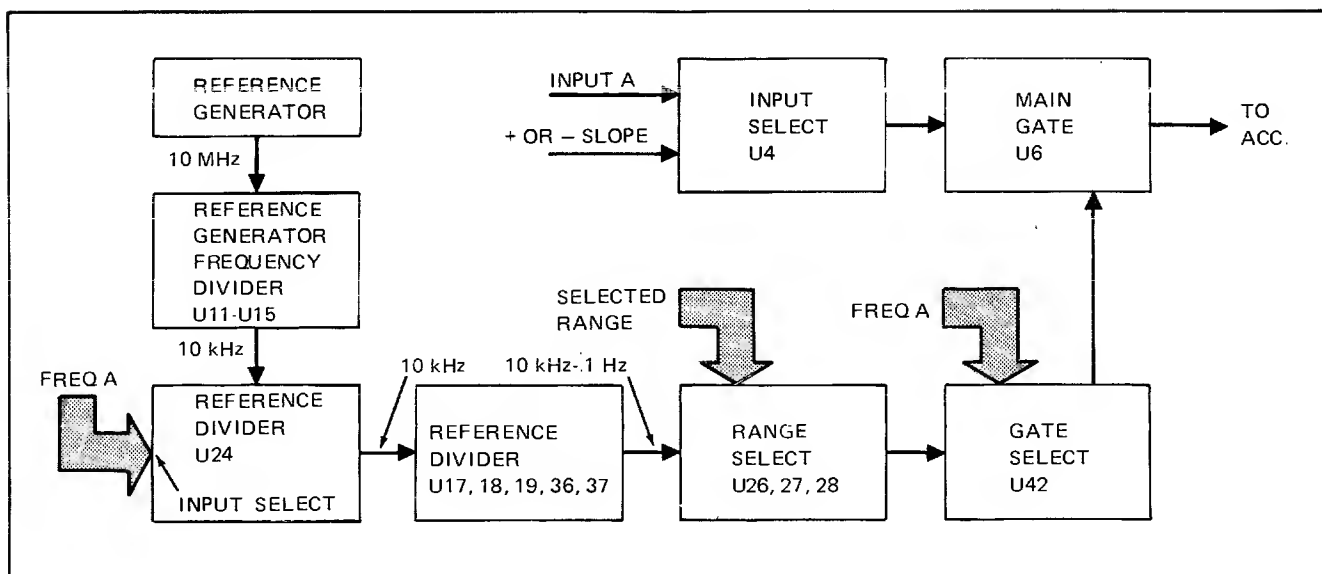 REFERENCE
GENERATOR
10 MHz
REFERENCE
GENERATOR
FREQUENCY
DIVIDER
U11-U15
10 kHz
FREQ A
REFERENCE
DIVIDER
U24
INPUT SELECT
10 kHz
REFERENCE
DIVIDER
U17, 18, 19, 36, 37
10 kHz-.1 Hz
SELECTED
RANGE
RANGE
SELECT
U26, 27, 28
FREQ A
GATE
SELECT
U42
INPUT A
+ OR – SLOPE
INPUT
SELECT
U4
MAIN
GATE
U6
TO
ACC.